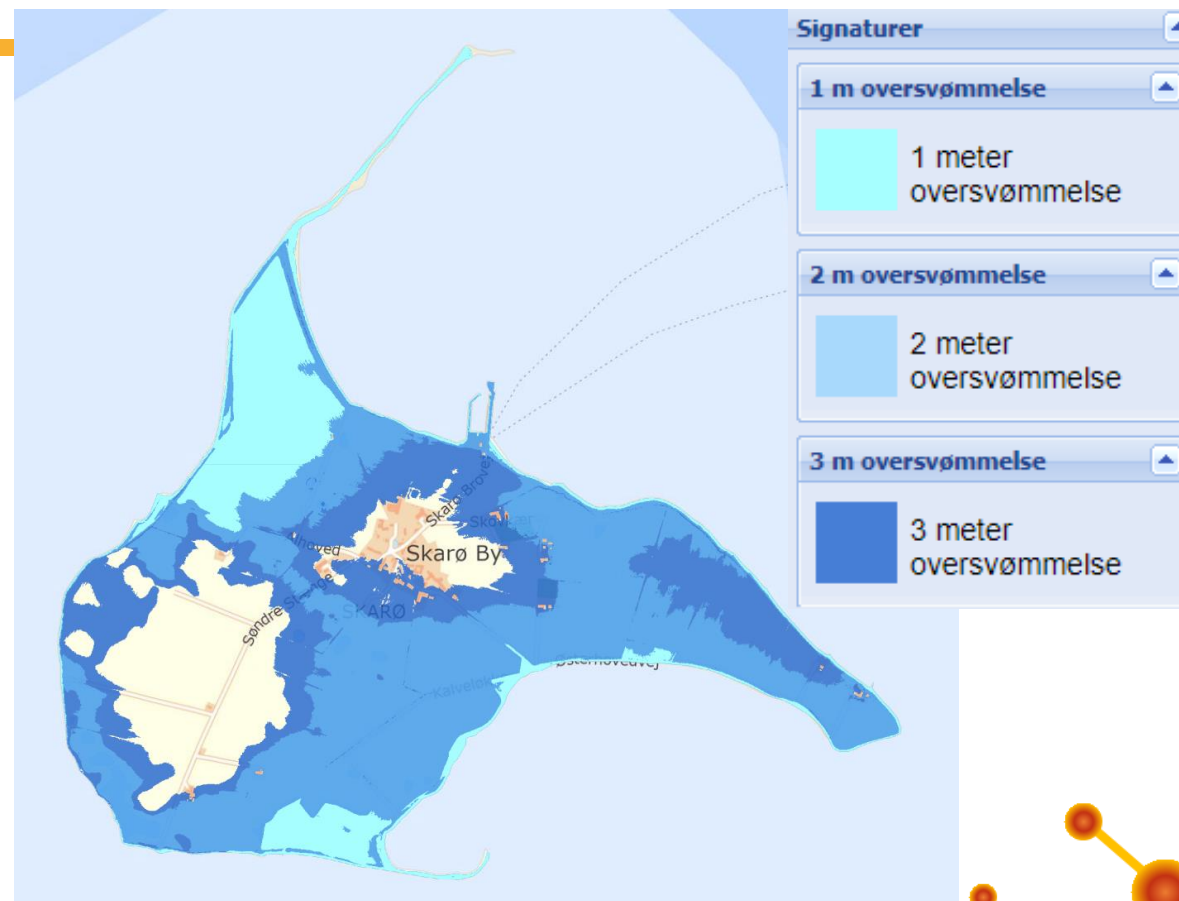 Signaturer
1 m oversvømmelse
1 meter
oversvømmelse
2 m oversvømmelse
2 meter
oversvømmelse
3 m oversvømmelse
3 meter
oversvømmelse
Skarø By
SKARØ